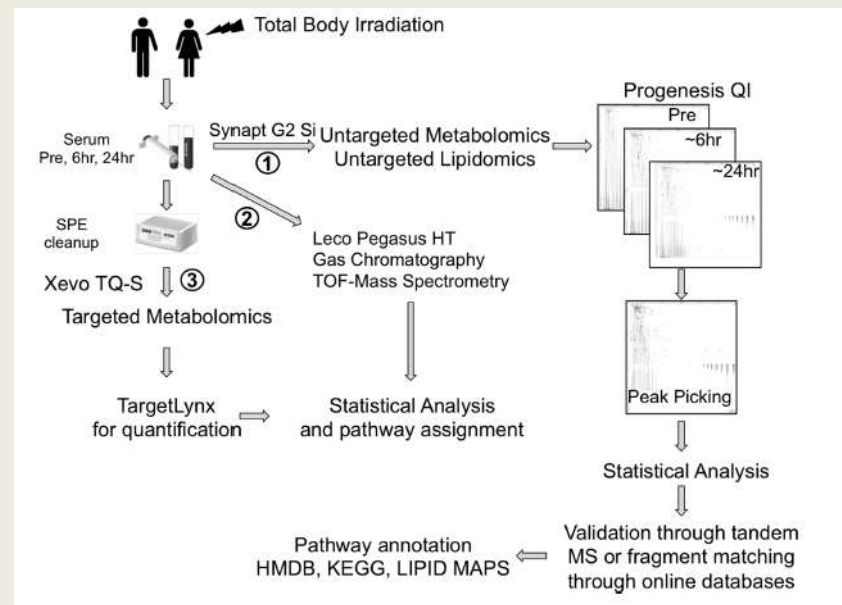 Total Body Irradiation
Serum
Pre, 6hr, 24hr
Synapt G2 Si
①
Untargeted Metabolomics
Untargeted Lipidomics
Progenesis QI
Pre
~6hr
~24hr
②
SPE
cleanup
Leco Pegasus HT
Gas Chromatography
TOF-Mass Spectrometry
Xevo TQ-S
③
Targeted Metabolomics
Peak Picking
TargetLynx
for quantification
Statistical Analysis
and pathway assignment
Statistical Analysis
Validation through tandem
MS or fragment matching
through online databases
Pathway annotation
HMDB, KEGG, LIPID MAPS